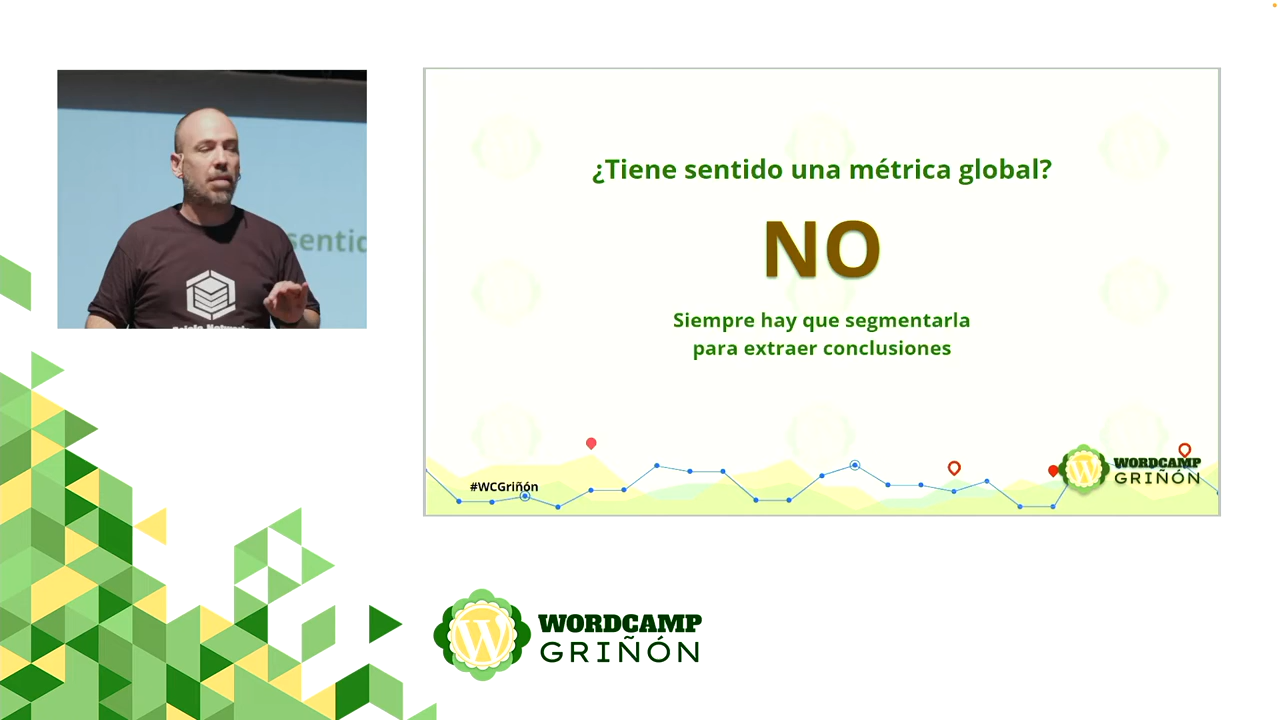 sentid
¿Tiene sentido una métrica global?
NO
Siempre hay que segmentarla
para extraer conclusiones
#WCGriñón
WORDCAMP
GRIÑÓN
WORDCAMP
GRIÑÓN